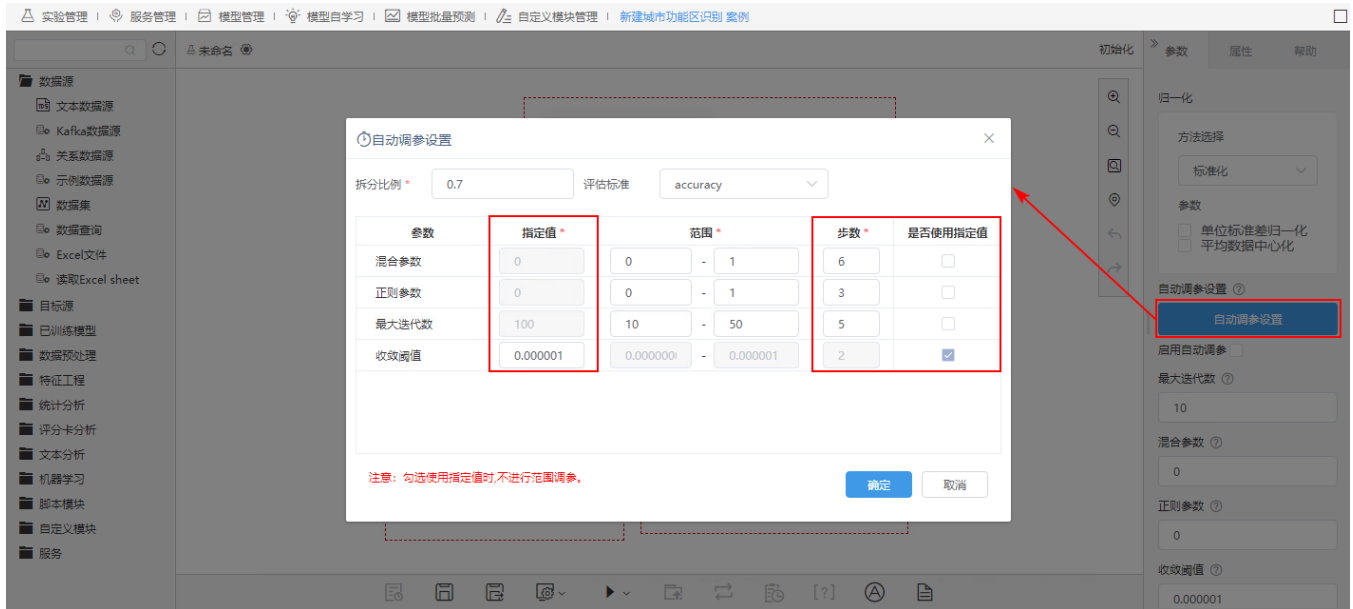 实验管理 服务管理 模型管理 模型自学习 模型批量预测 自定义模块管理 新建城市功能区识别 案例
未命名 初始化 参数 属性 帮助
数据源
文本数据源
Kafka数据源
关系数据源
示例数据源
数据集
数据查询
Excel文件
读取Excel sheet
目标源
已训练模型
数据预处理
特征工程
统计分析
评分卡分析
文本分析
机器学习
脚本模块
自定义模块
服务
自动调参设置
拆分比例 * 0.7 评估标准 accuracy
参数 指定值 * 范围 * 步数 * 是否使用指定值
混合参数 0 0 - 1 6
正则参数 0 0 - 1 3
最大迭代数 100 10 - 50 5
收敛阈值 0.000001 0.000000 - 0.000001 2
注意：勾选使用指定值时,不进行范围调参。
确定 取消
归一化
方法选择
标准化
参数
单位标准差归一化
平均数据中心化
自动调参设置
自动调参设置
启用自动调参
最大迭代数
10
混合参数
0
正则参数
0
收敛阈值
0.000001